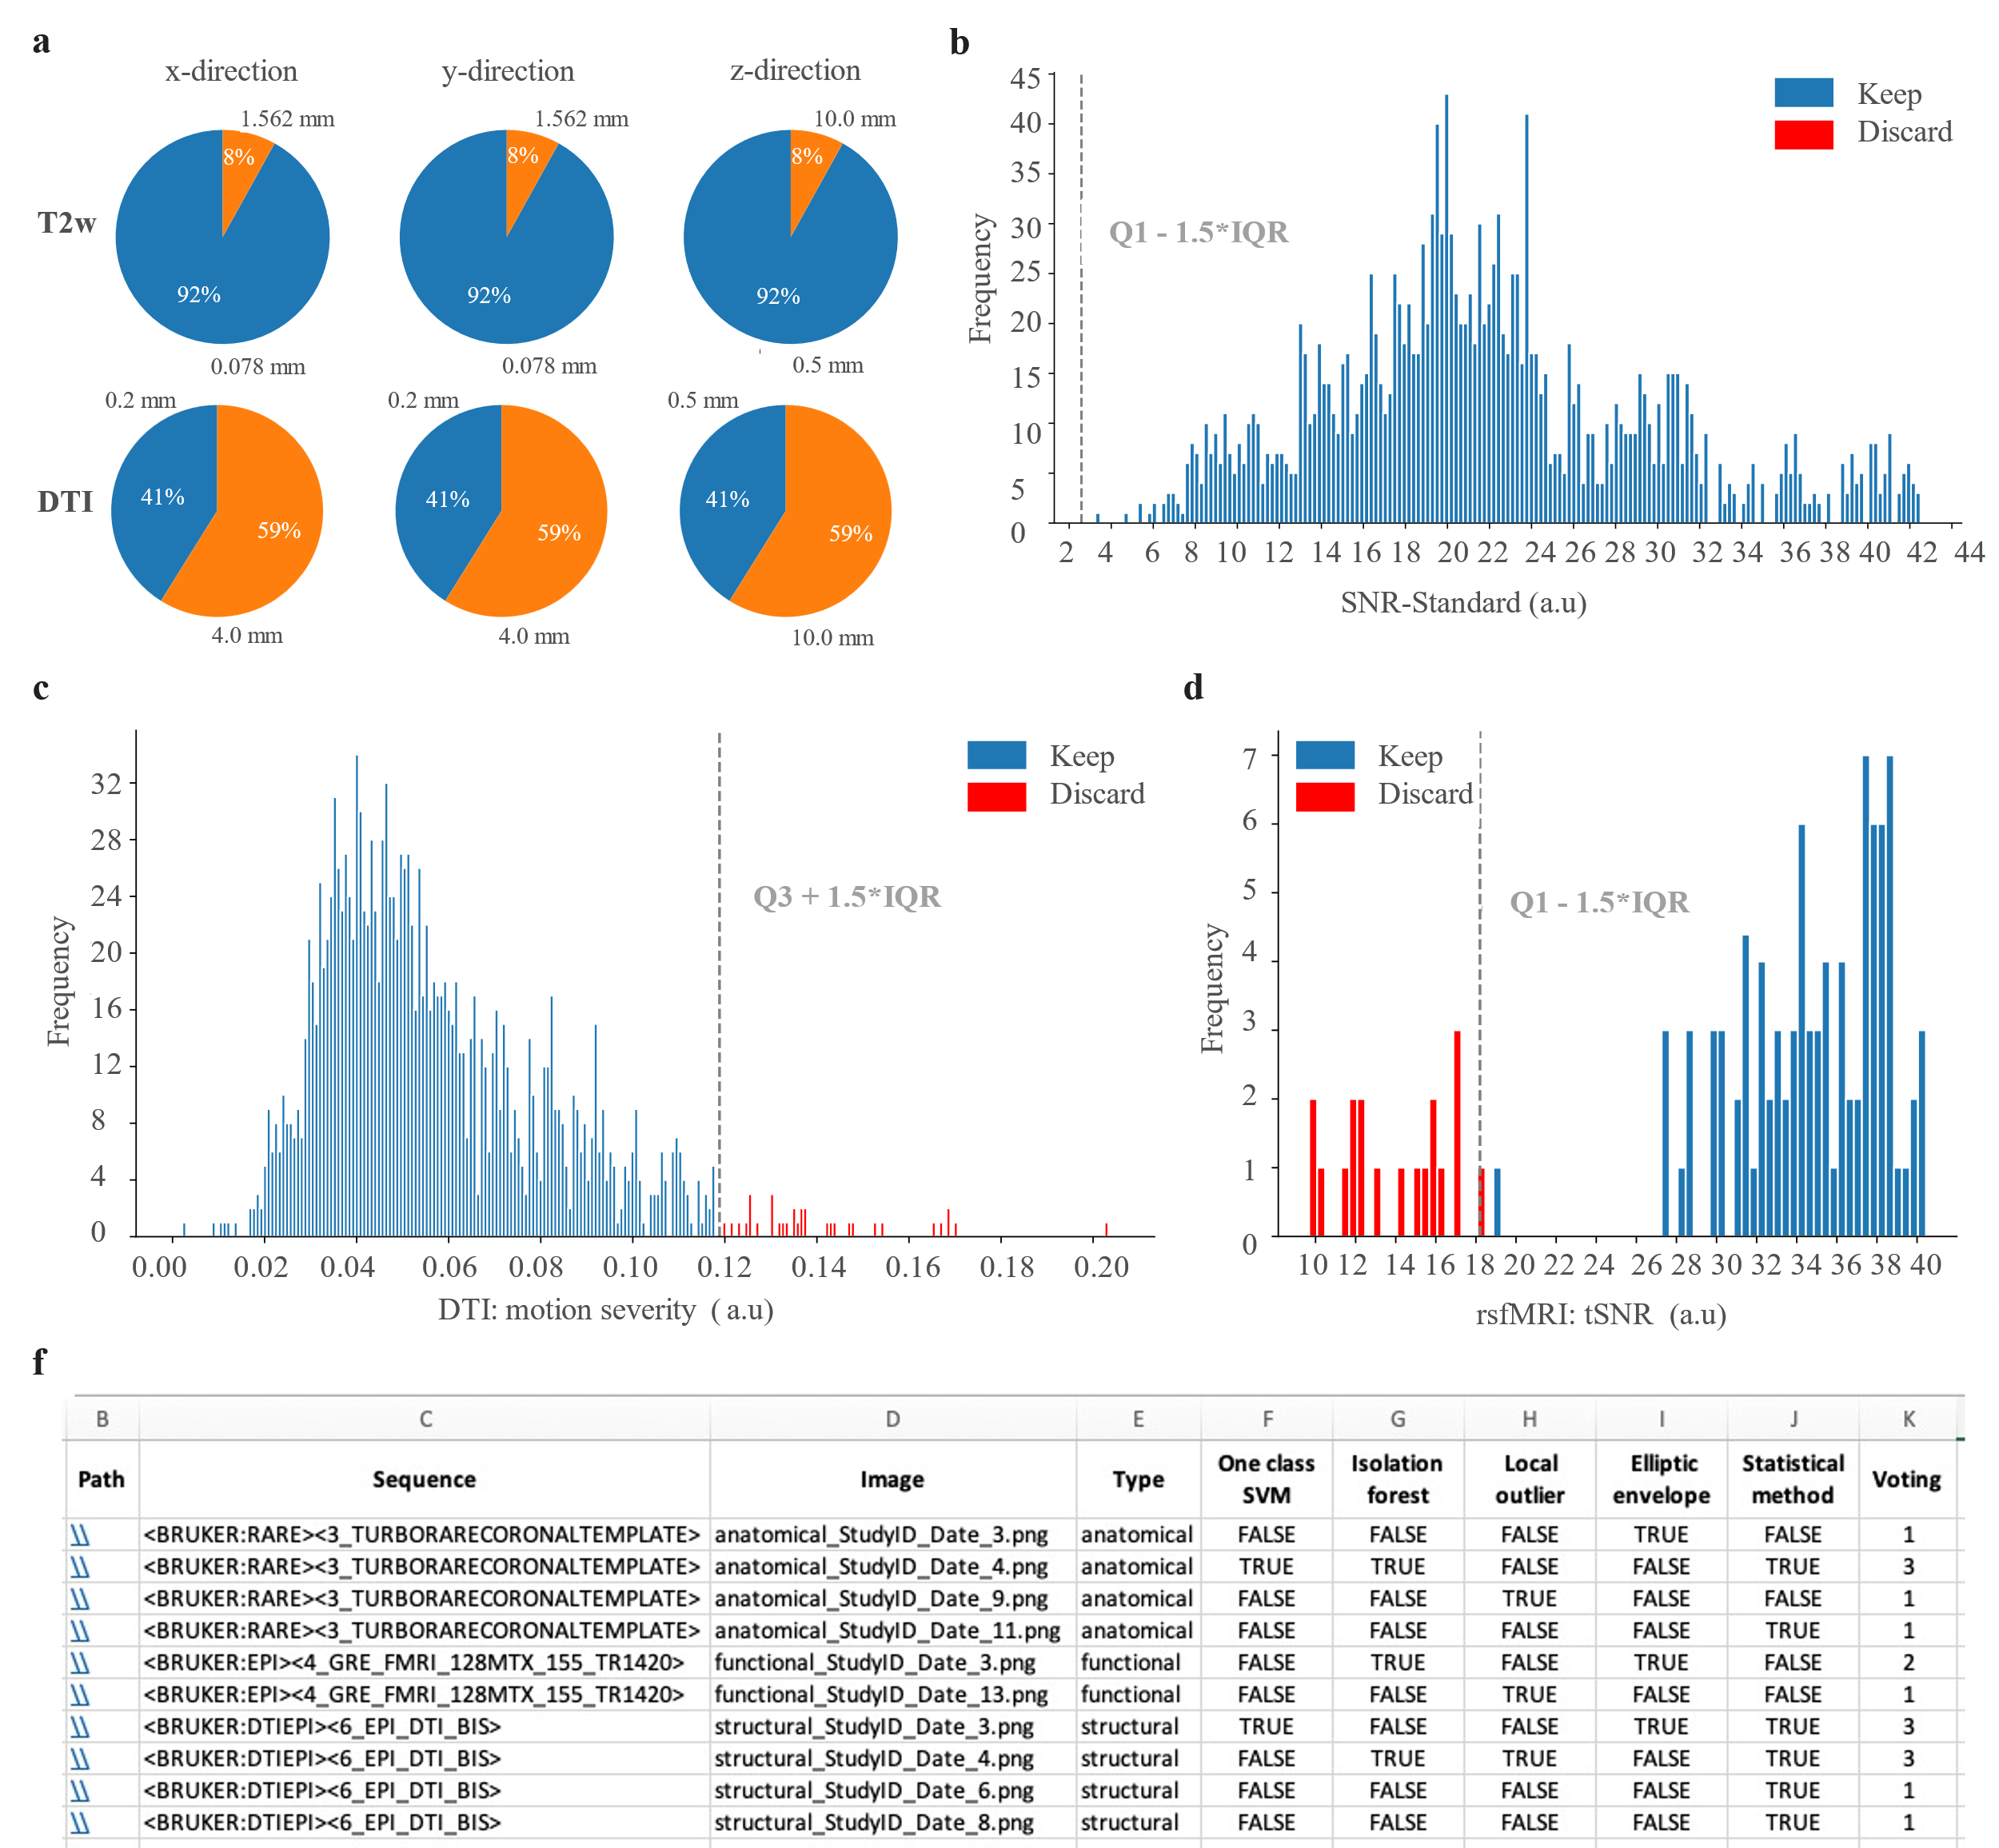 a
x-direction
y-direction
z-direction
1.562 mm
1.562 mm
10.0 mm
8%
8%
8%
T2w
92%
92%
92%
0.078 mm
0.078 mm
0.5 mm
0.2 mm
0.2 mm
0.5 mm
DTI
41%
59%
41%
59%
41%
59%
4.0 mm
4.0 mm
10.0 mm
b
45
40
35
30
25
20
15
10
5
0
Frequency
Q1 - 1.5*IQR
Keep
Discard
2 4 6 8 10 12 14 16 18 20 22 24 26 28 30 32 34 36 38 40 42 44
SNR-Standard (a.u)
c
32
28
24
20
16
12
8
4
0
Frequency
Keep
Discard
Q3 + 1.5*IQR
0.00 0.02 0.04 0.06 0.08 0.10 0.12 0.14 0.16 0.18 0.20
DTI: motion severity ( a.u)
d
7
6
5
4
3
2
1
0
Frequency
Keep
Discard
Q1 - 1.5*IQR
10 12 14 16 18 20 22 24 26 28 30 32 34 36 38 40
rsfMRI: tSNR (a.u)
f
B C D E F G H I J K
Path Sequence Image Type One class SVM Isolation forest Local outlier Elliptic envelope Statistical method Voting
\\ <BRUKER:RARE><3_TURBORARECORONALTEMPLATE> anatomical_StudyID_Date_3.png anatomical FALSE FALSE FALSE TRUE FALSE 1
\\ <BRUKER:RARE><3_TURBORARECORONALTEMPLATE> anatomical_StudyID_Date_4.png anatomical TRUE TRUE FALSE FALSE TRUE 3
\\ <BRUKER:RARE><3_TURBORARECORONALTEMPLATE> anatomical_StudyID_Date_9.png anatomical FALSE FALSE TRUE FALSE FALSE 1
\\ <BRUKER:RARE><3_TURBORARECORONALTEMPLATE> anatomical_StudyID_Date_11.png anatomical FALSE FALSE FALSE FALSE TRUE 1
\\ <BRUKER:EPI><4_GRE_FMRI_128MTX_155_TR1420> functional_StudyID_Date_3.png functional FALSE TRUE FALSE TRUE FALSE 2
\\ <BRUKER:EPI><4_GRE_FMRI_128MTX_155_TR1420> functional_StudyID_Date_13.png functional FALSE FALSE TRUE FALSE FALSE 1
\\ <BRUKER:DTIEPI><6_EPI_DTI_BIS> structural_StudyID_Date_3.png structural TRUE FALSE FALSE TRUE TRUE 3
\\ <BRUKER:DTIEPI><6_EPI_DTI_BIS> structural_StudyID_Date_4.png structural FALSE TRUE TRUE FALSE TRUE 3
\\ <BRUKER:DTIEPI><6_EPI_DTI_BIS> structural_StudyID_Date_6.png structural FALSE FALSE FALSE FALSE TRUE 1
\\ <BRUKER:DTIEPI><6_EPI_DTI_BIS> structural_StudyID_Date_8.png structural FALSE FALSE FALSE FALSE TRUE 1